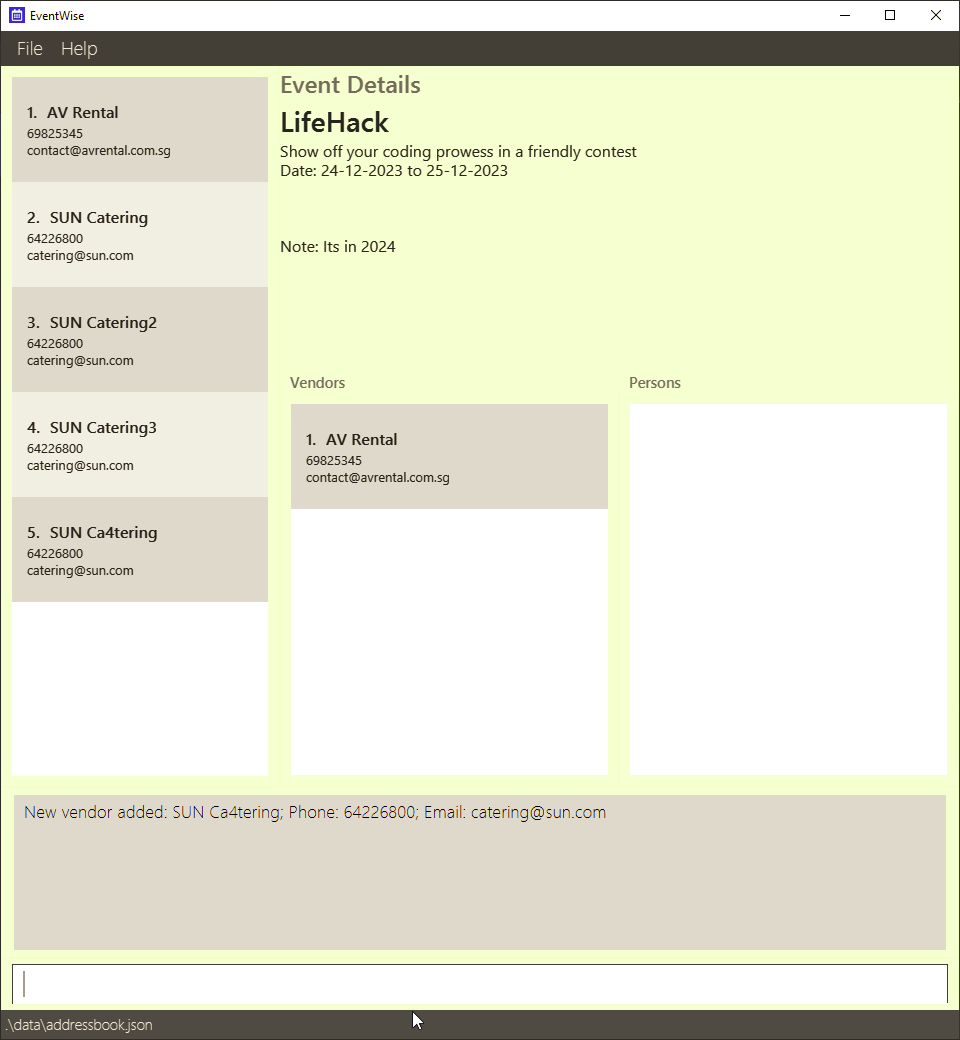 EventWise
File Help
1. AV Rental
69825345
contact@avrental.com.sg
2. SUN Catering
64226800
catering@sun.com
3. SUN Catering2
64226800
catering@sun.com
4. SUN Catering3
64226800
catering@sun.com
5. SUN Ca4tering
64226800
catering@sun.com
Event Details
LifeHack
Show off your coding prowess in a friendly contest
Date: 24-12-2023 to 25-12-2023
Note: Its in 2024
Vendors
1. AV Rental
69825345
contact@avrental.com.sg
Persons
New vendor added: SUN Ca4tering; Phone: 64226800; Email: catering@sun.com
.\data\addressbook.json